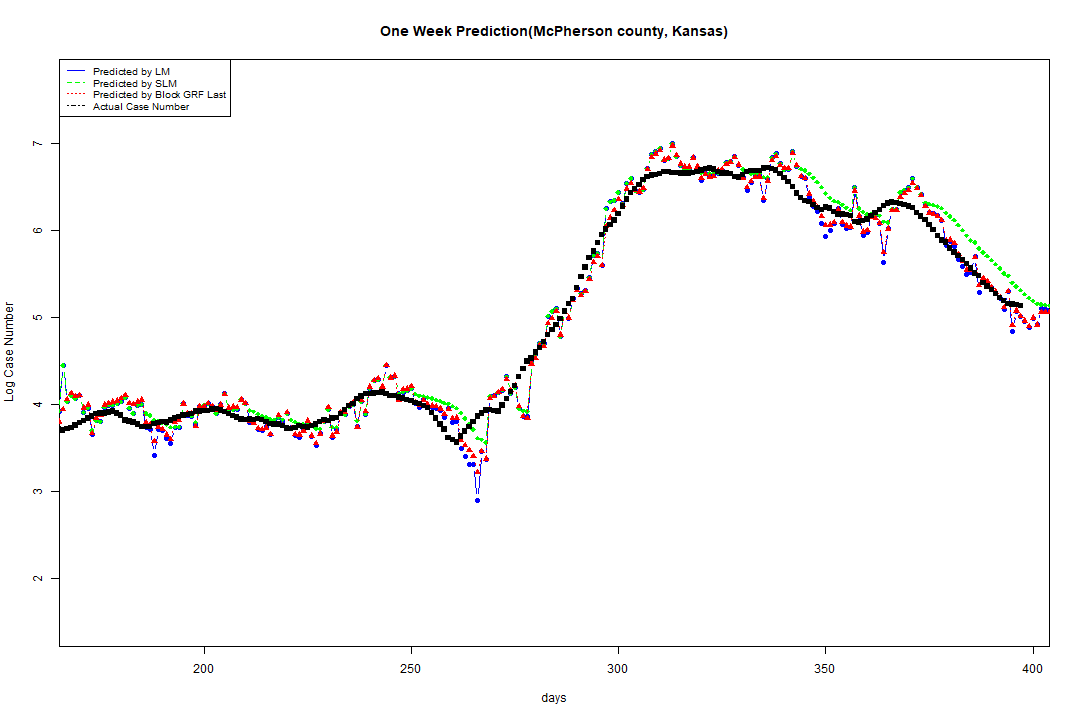 One Week Prediction(McPherson county, Kansas)
Predicted by LM
Predicted by SLM
Predicted by Block GRF Last
Actual Case Number
7
6
5
4
3
2
Log Case Number
200 250 300 350 400
days